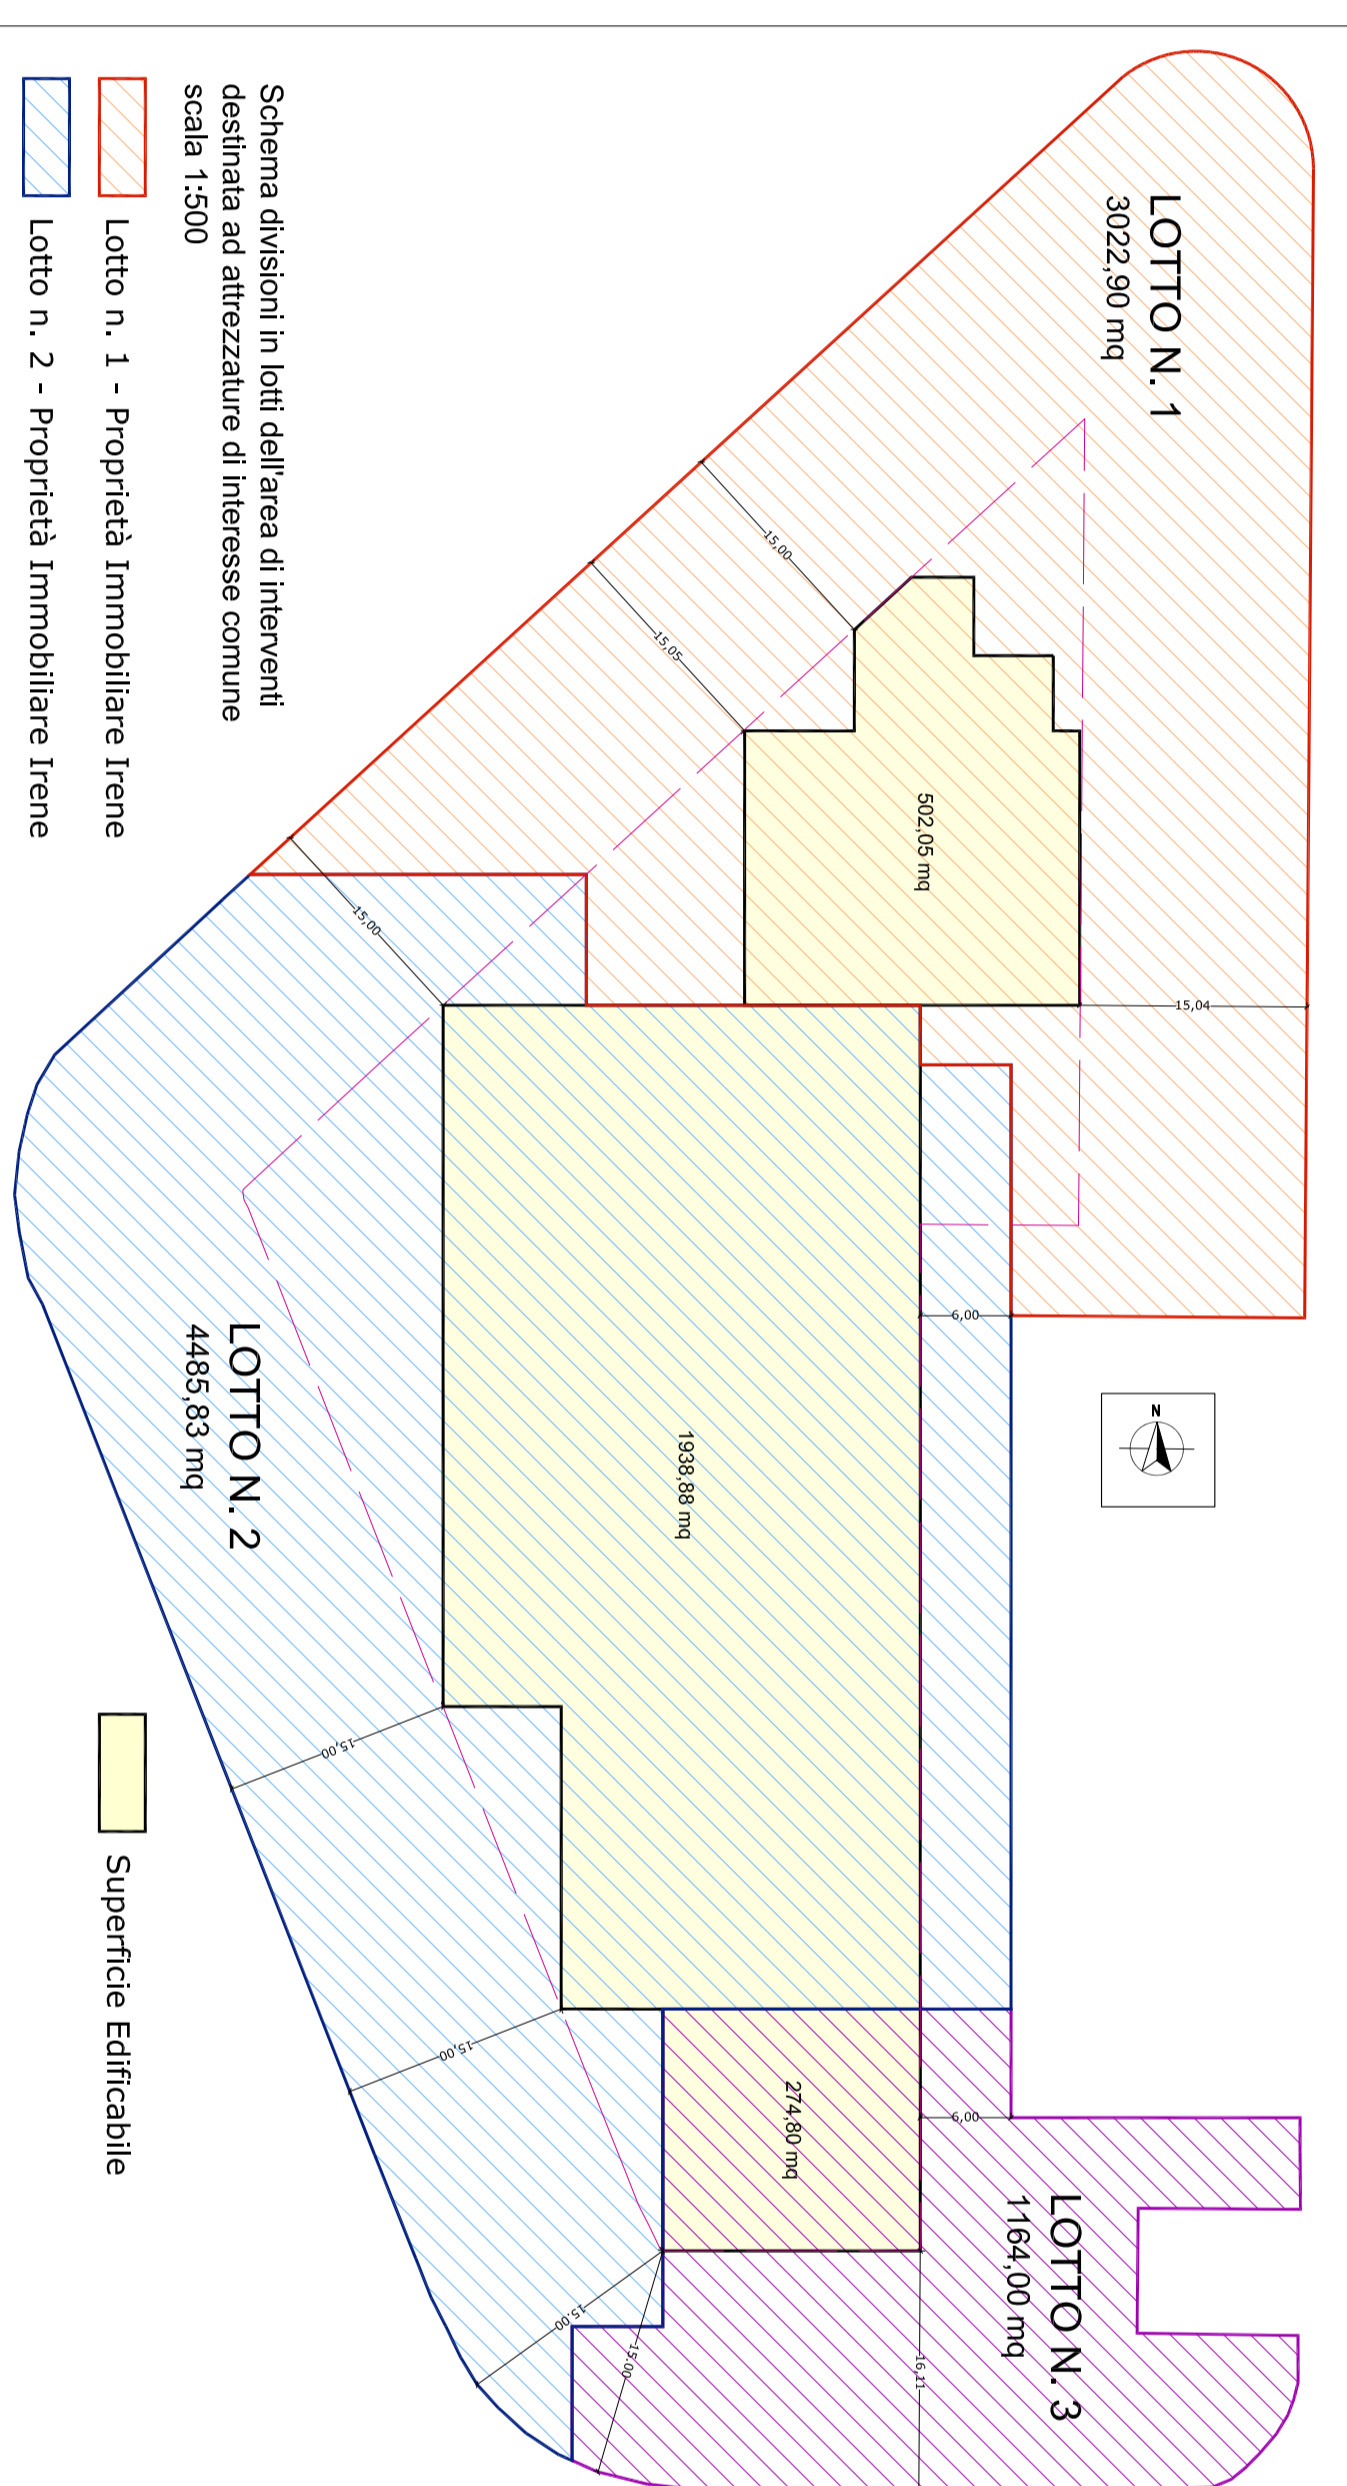 LOTTO N. 1
3022,90 mq
15,00
15,05
502,05 mq
15,00
15,04
6,00
N
LOTTO N. 2
4485,83 mq
1938,88 mq
15,00
15,00
274,80 mq
6,00
LOTTO N. 3
1164,00 mq
15.00
15.00
16,11
Schema divisioni in lotti dell'area di interventi
destinata ad attrezzature di interesse comune
scala 1:500
Lotto n. 1 - Proprietà Immobiliare Irene
Lotto n. 2 - Proprietà Immobiliare Irene
Superficie Edificabile